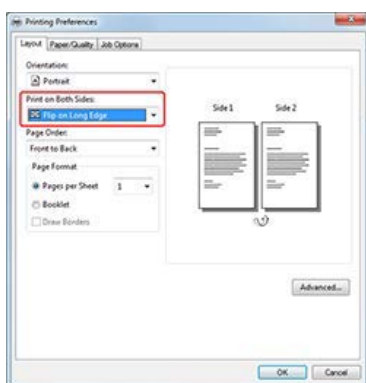 Printing Preferences
Layout Paper/Quality Job Options
Orientation:
Portrait
Print on Both Sides:
Flip on Long Edge
Page Order:
Front to Back
Page Format
Pages per Sheet 1
Booklet
Draw Borders
Side 1 Side 2
Advanced...
OK Cancel